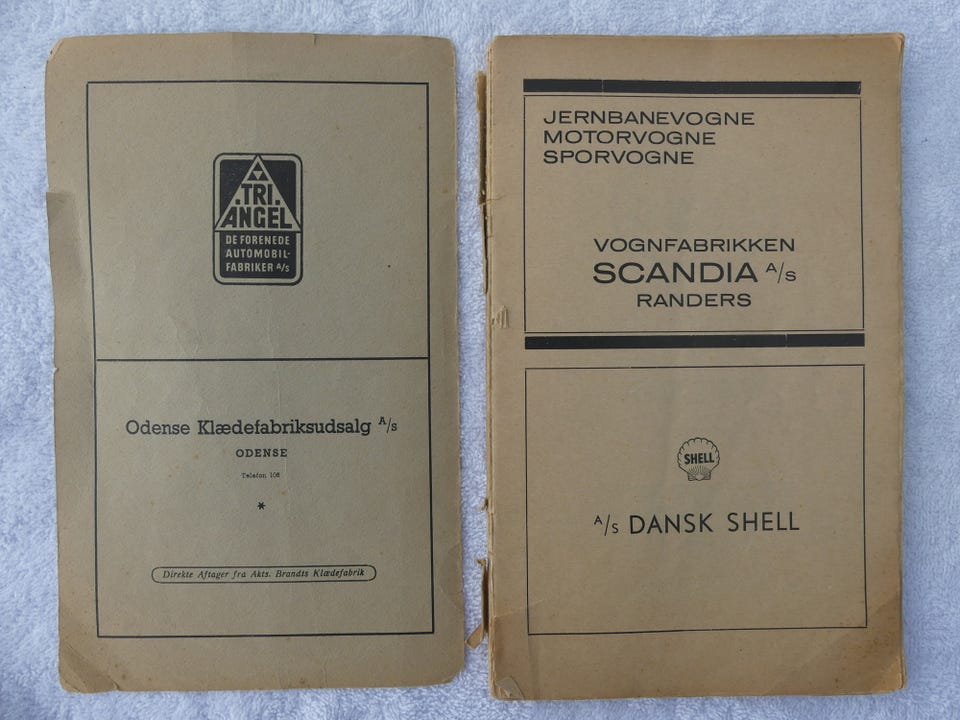 TRI
ANGEL
DE FORENEDE
AUTOMOBIL-
FABRIKER A/S
Odense Klædefabriksudsalg A/s
ODENSE
Telefon 106
*
Direkte Aftager fra Akts. Brandts Klædefabrik
JERNBANEVOGNE
MOTORVOGNE
SPORVOGNE
VOGNFABRIKKEN
SCANDIA A/S
RANDERS
SHELL
A/S DANSK SHELL